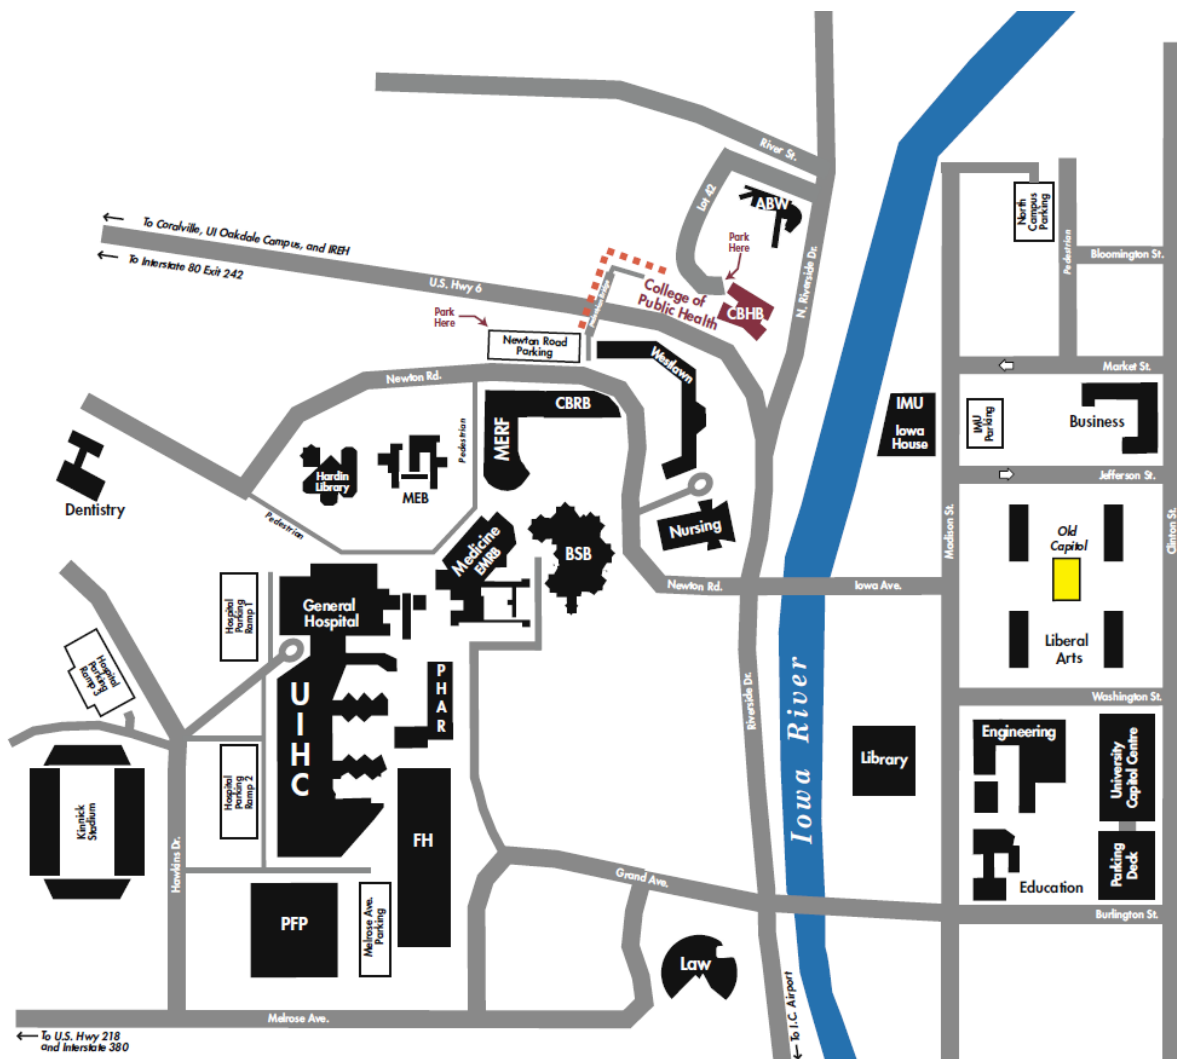 River St.
Lot 42
ABW
North
Campus
Parking
Pedestrian
Bloomington St.
To Coralville, UI Oakdale Campus, and IREH
To Interstate 80 Exit 242
U.S. Hwy 6
Park
Here
N. Riverside Dr.
College of
Public Health
CBHB
Pedestrian Bridge
Park
Here
Newton Road
Parking
Westlawn
Market St.
Newton Rd.
CBRB
MERF
Pedestrian
IMU
Iowa
House
IMU
Parking
Business
Hardin
Library
MEB
Jefferson St.
Dentistry
Pedestrian
Nursing
Madison St.
Clinton St.
Old
Capitol
Medicine
EMRB
BSB
Newton Rd.
Iowa Ave.
Hospital
Parking
Ramp 1
General
Hospital
Liberal
Arts
Hospital
Parking
Ramp 3
PHAR
UIHC
Riverside Dr.
Iowa River
Washington St.
Engineering
University
Capitol Centre
Library
Hospital
Parking
Ramp 2
Kinnick
Stadium
FH
Hawkins Dr.
Parking
Deck
Grand Ave.
Education
Burlington St.
PFP
Melrose Ave.
Parking
Law
To I.C. Airport
Melrose Ave.
To U.S. Hwy 218
and Interstate 380